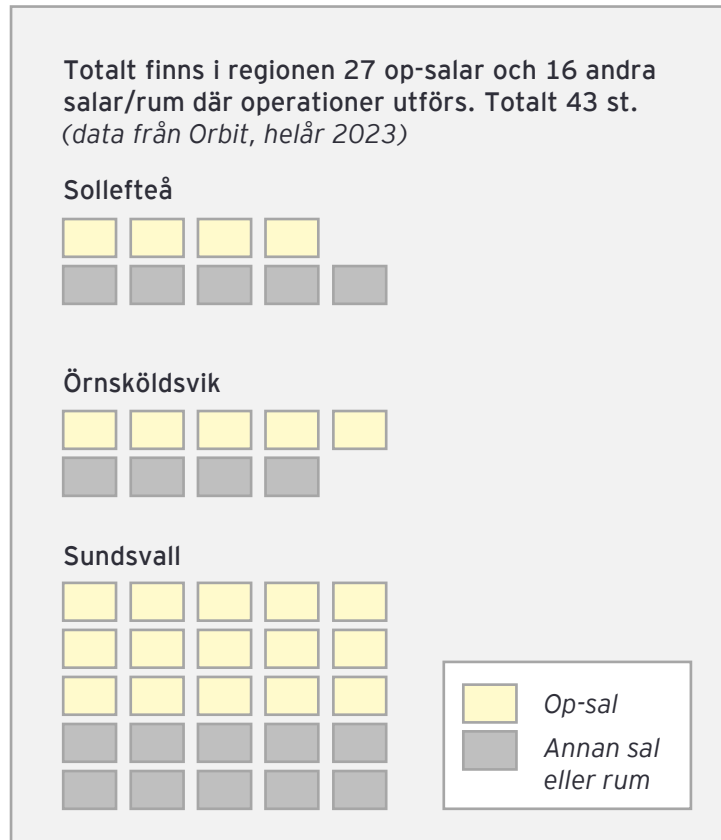 Totalt finns i regionen 27 op-salar och 16 andra
salar/rum där operationer utförs. Totalt 43 st.
(data från Orbit, helår 2023)
Sollefteå
Örnsköldsvik
Sundsvall
Op-sal
Annan sal
eller rum